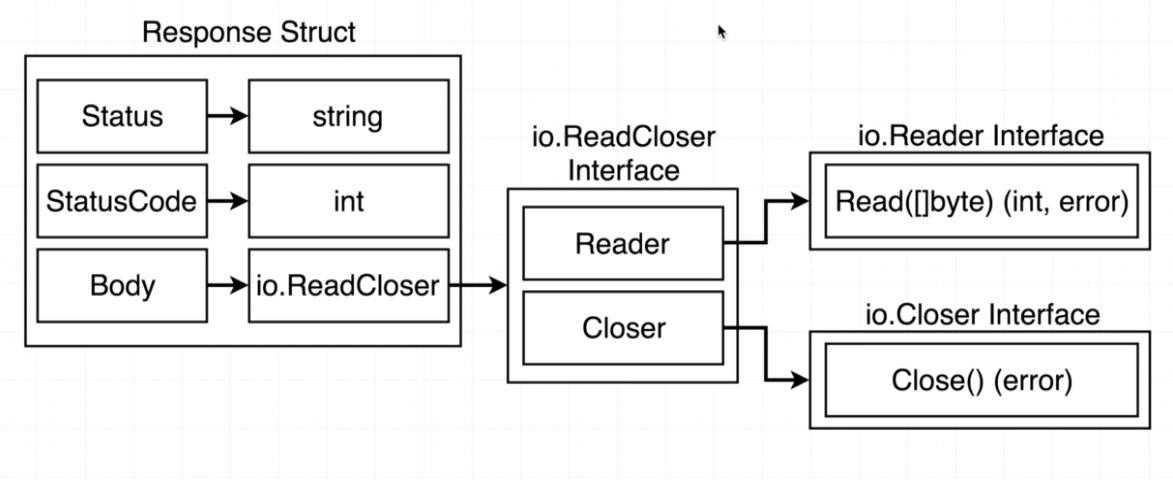 Response Struct
Status
string
StatusCode
int
Body
io.ReadCloser
io.ReadCloser
Interface
Reader
Closer
io.Reader Interface
Read([]byte) (int, error)
io.Closer Interface
Close() (error)